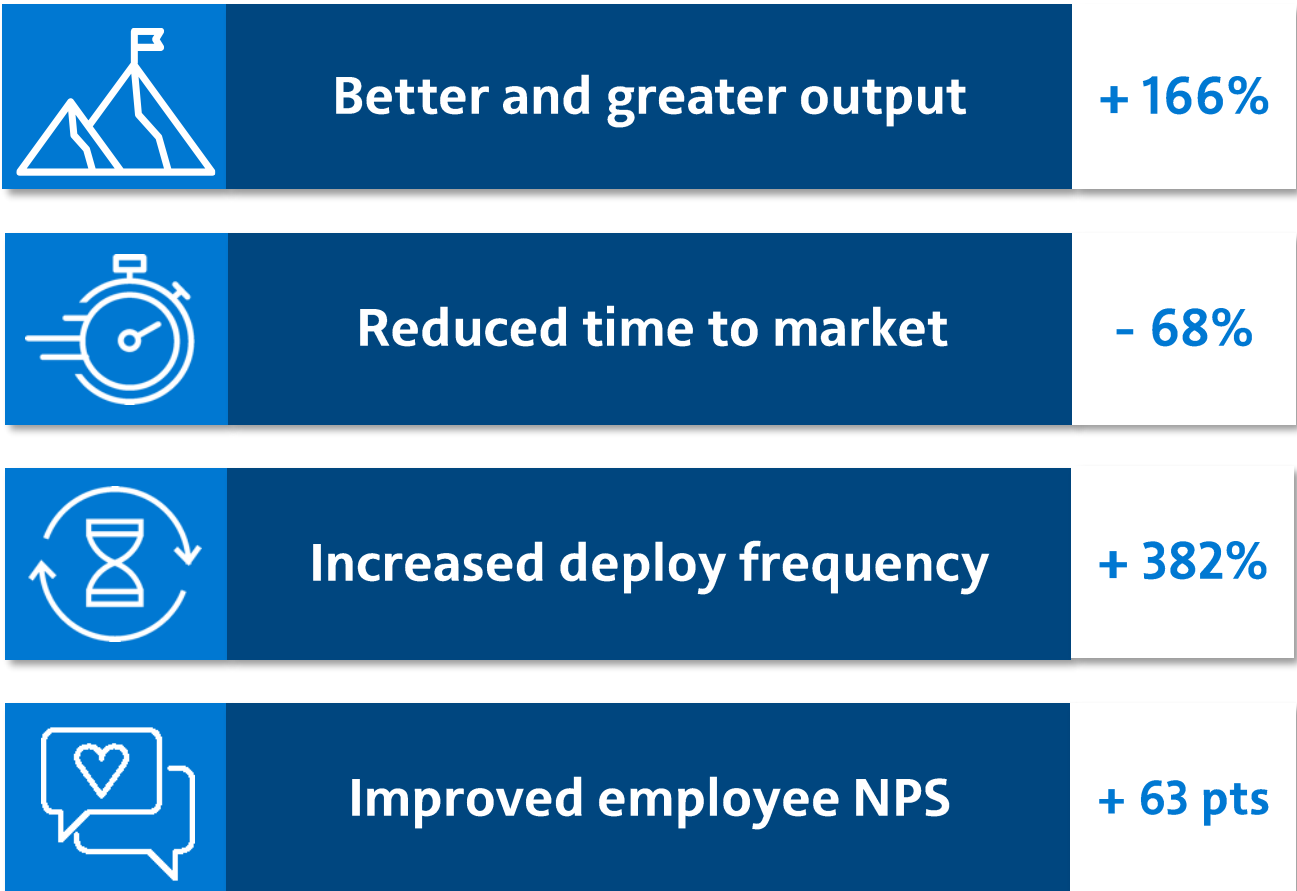 Better and greater output
+ 166%
Reduced time to market
- 68%
Increased deploy frequency
+ 382%
Improved employee NPS
+ 63 pts